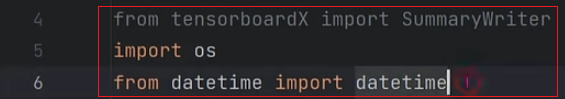 4 from tensorboardX import SummaryWriter
5 import os
6 from datetime import datetime